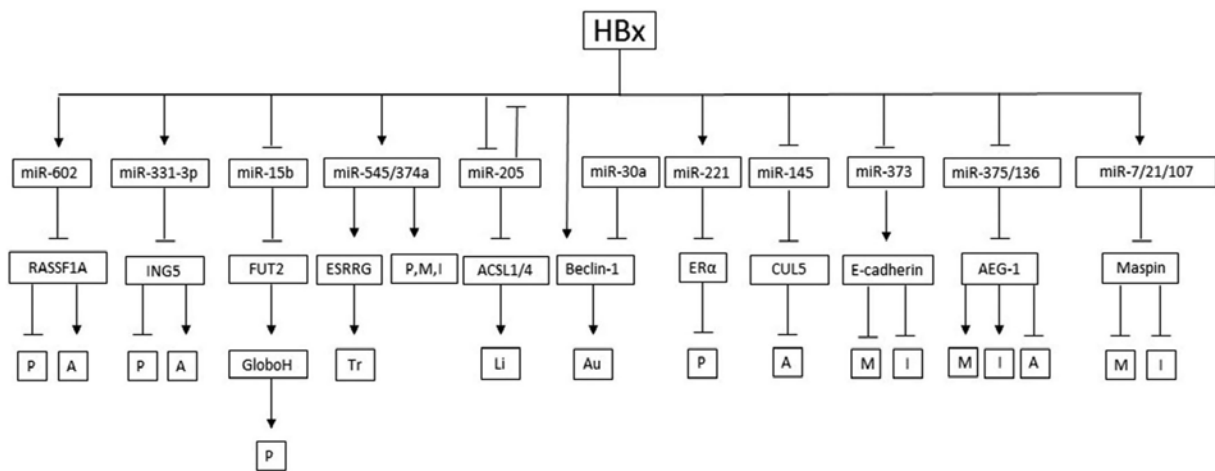 HBx
miR-602 miR-331-3p miR-15b miR-545/374a miR-205 miR-30a miR-221 miR-145 miR-373 miR-375/136 miR-7/21/107
RASSF1A ING5 FUT2 ESRRG P,M,I ACSL1/4 Beclin-1 ERα CUL5 E-cadherin AEG-1 Maspin
P A P A GloboH Tr Li Au P A M I M I A M I
P